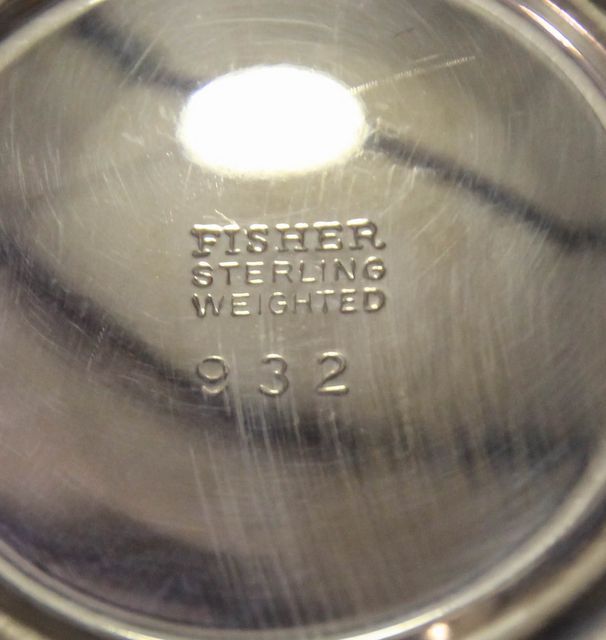 FISHER
STERLING
WEIGHTED
932